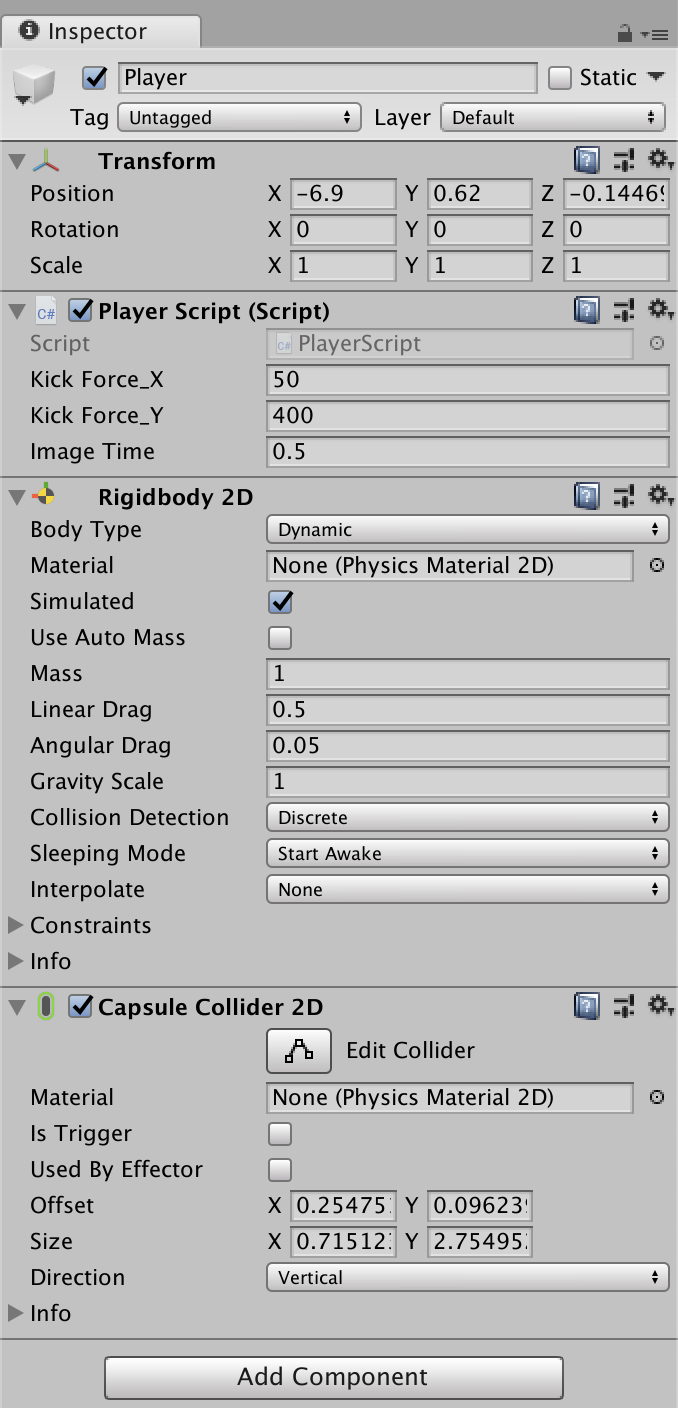 Inspector
Player Static
Tag Untagged Layer Default
Transform
Position X -6.9 Y 0.62 Z -0.1446
Rotation X 0 Y 0 Z 0
Scale X 1 Y 1 Z 1
C# Player Script (Script)
Script C# PlayerScript
Kick Force_X 50
Kick Force_Y 400
Image Time 0.5
Rigidbody 2D
Body Type Dynamic
Material None (Physics Material 2D)
Simulated
Use Auto Mass
Mass 1
Linear Drag 0.5
Angular Drag 0.05
Gravity Scale 1
Collision Detection Discrete
Sleeping Mode Start Awake
Interpolate None
Constraints
Info
Capsule Collider 2D
Edit Collider
Material None (Physics Material 2D)
Is Trigger
Used By Effector
Offset X 0.25475 Y 0.09623
Size X 0.71512 Y 2.75495
Direction Vertical
Info
Add Component